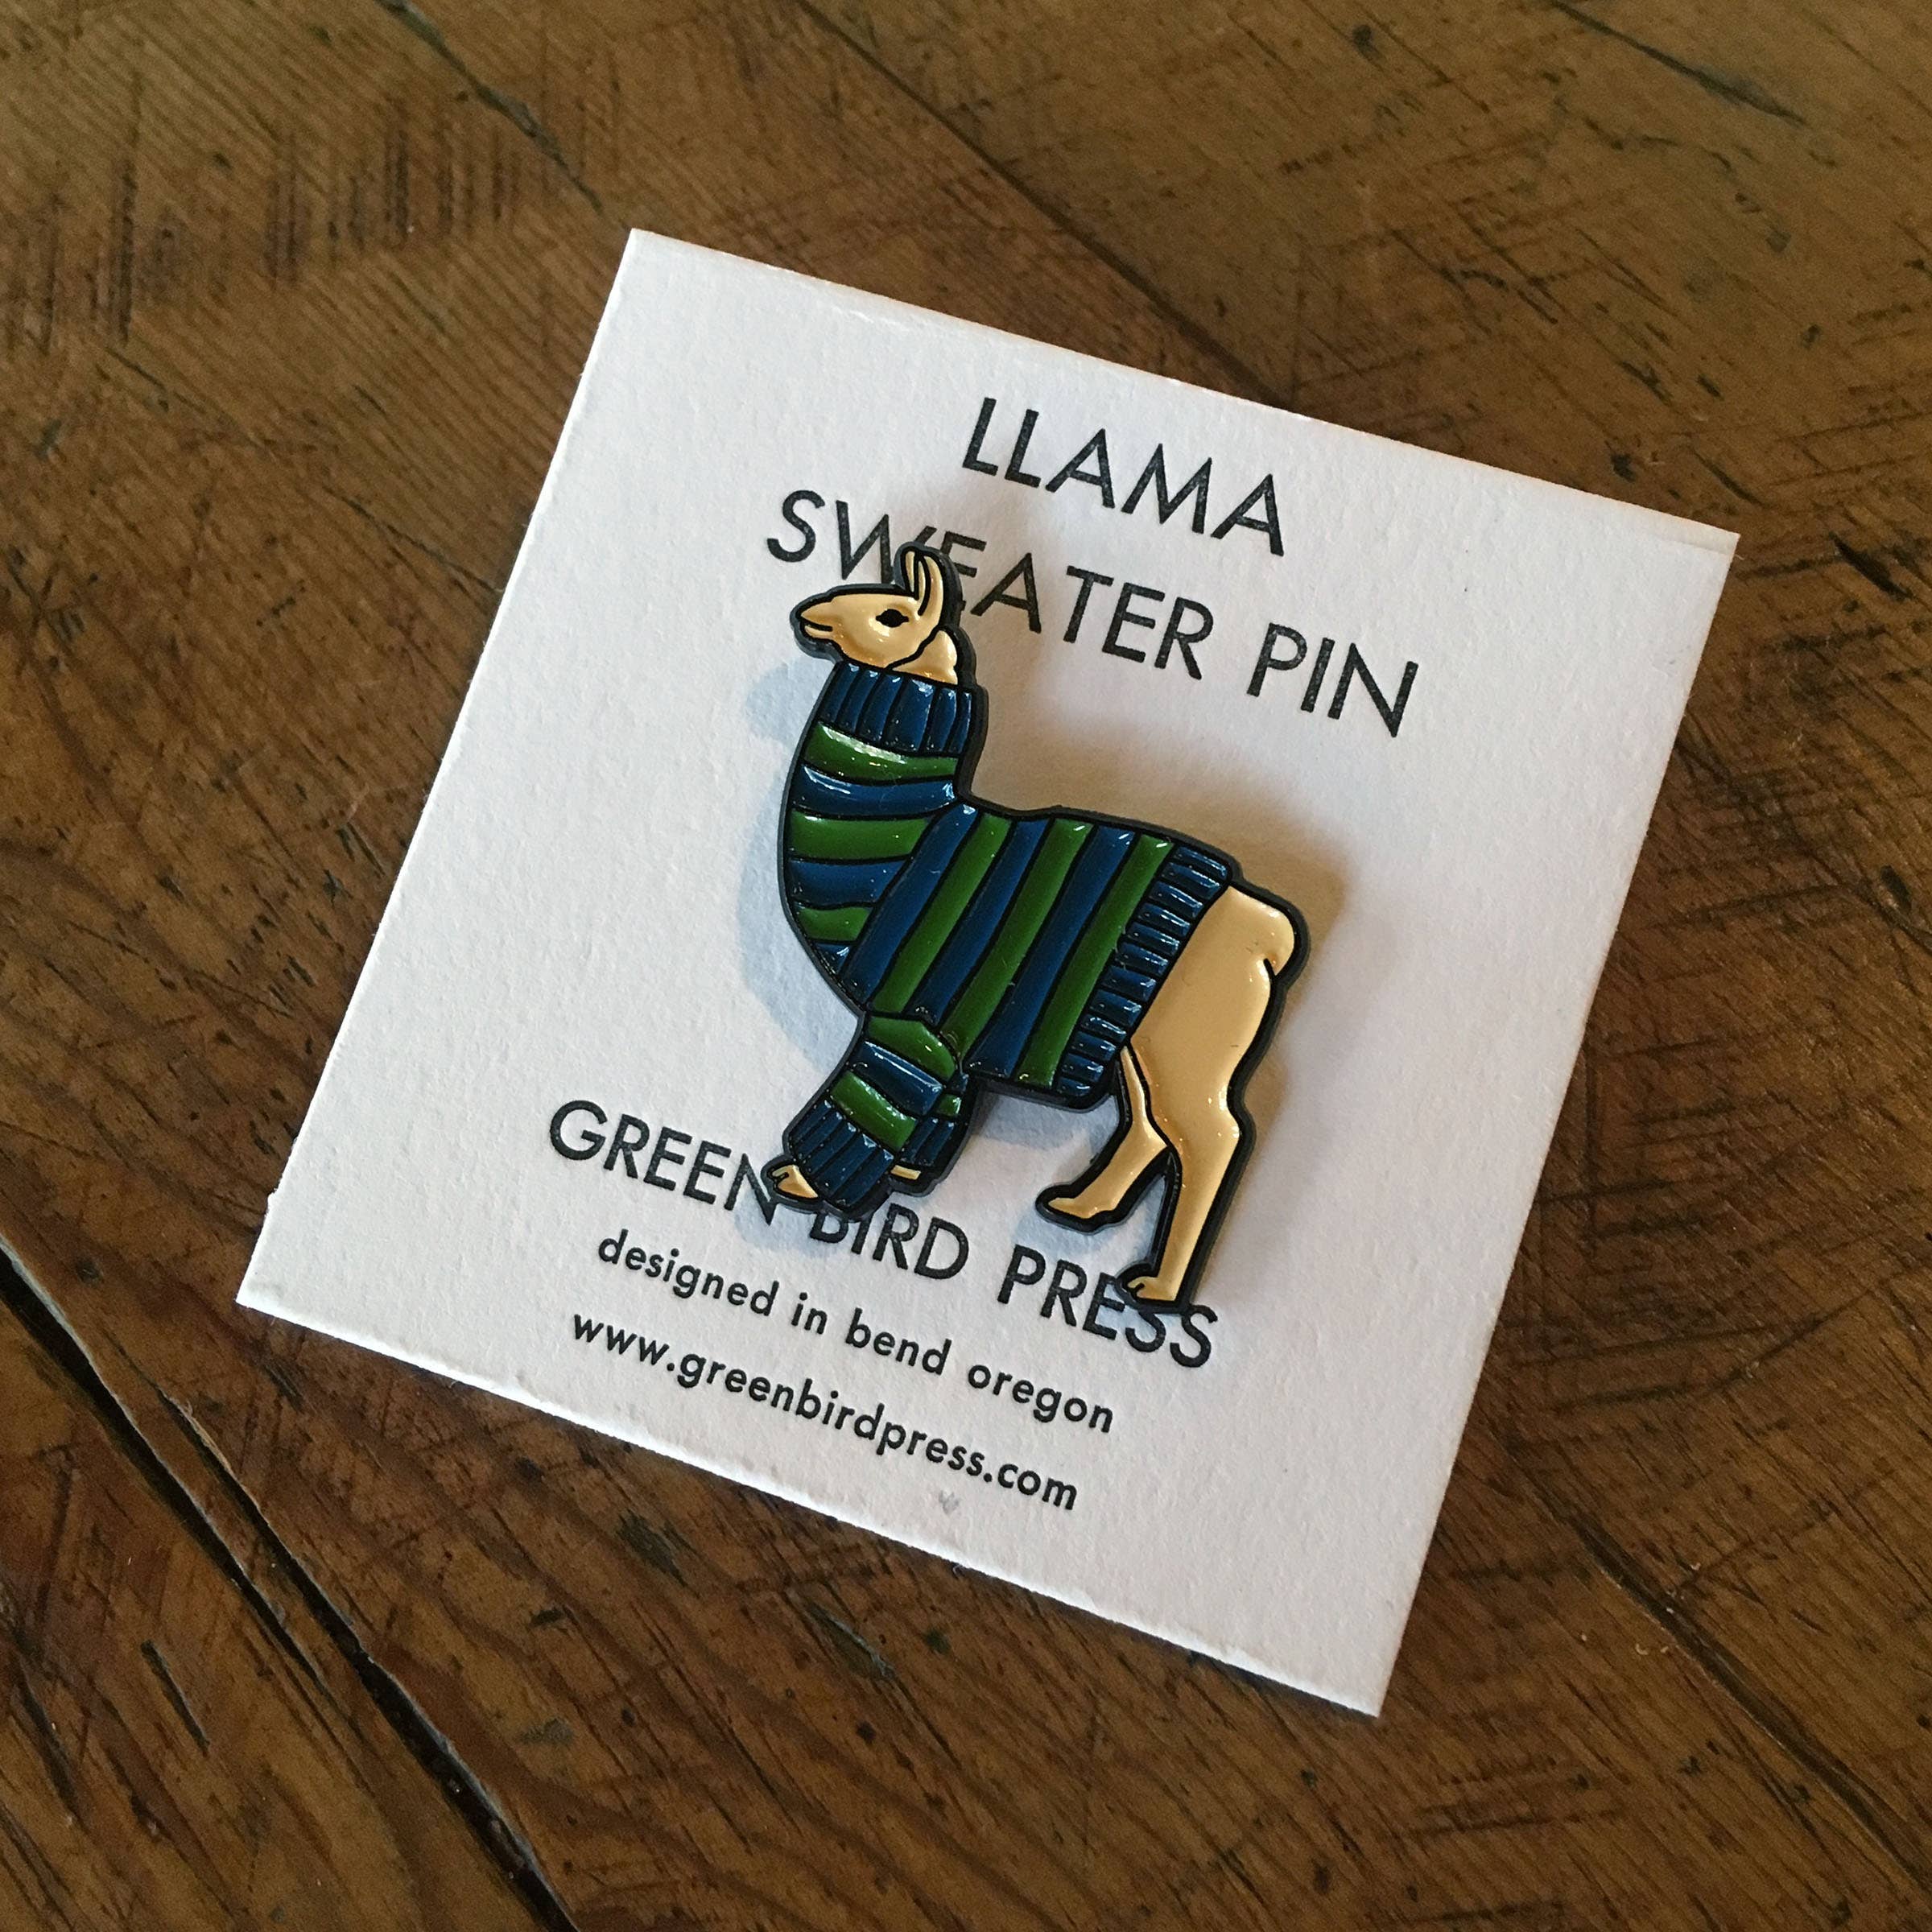 LLAMA
SWEATER PIN
GREEN BIRD PRESS
designed in bend oregon
www.greenbirdpress.com